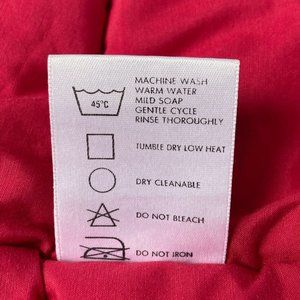 MACHINE WASH
WARM WATER
45°C
MILD SOAP
GENTLE CYCLE
RINSE THOROUGHLY
TUMBLE DRY LOW HEAT
DRY CLEANABLE
DO NOT BLEACH
DO NOT IRON